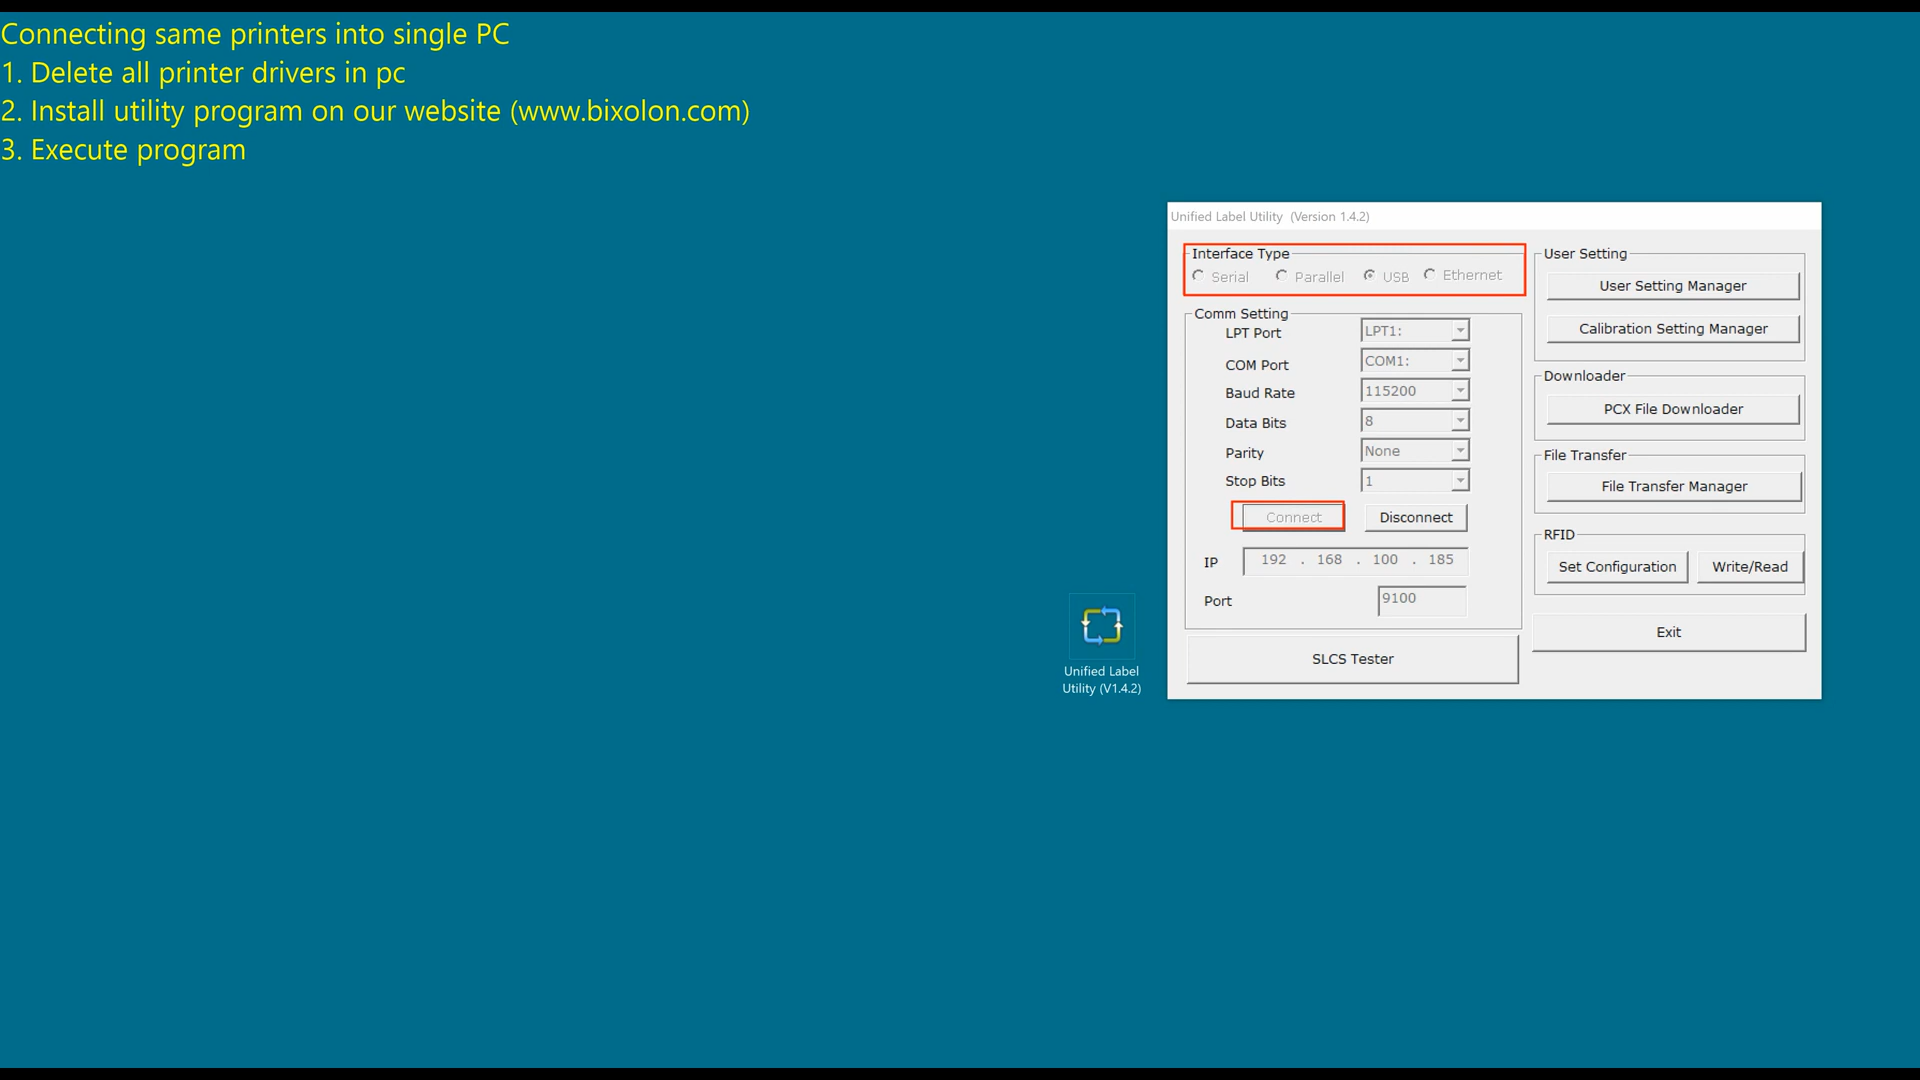 Connecting same printers into single PC
1. Delete all printer drivers in pc
2. Install utility program on our website (www.bixolon.com)
3. Execute program
Unified Label Utility (Version 1.4.2)
Interface Type
Serial Parallel USB Ethernet
Comm Setting
LPT Port LPT1:
COM Port COM1:
Baud Rate 115200
Data Bits 8
Parity None
Stop Bits 1
Connect Disconnect
IP 192 . 168 . 100 . 185
Port 9100
SLCS Tester
User Setting
User Setting Manager
Calibration Setting Manager
Downloader
PCX File Downloader
File Transfer
File Transfer Manager
RFID
Set Configuration Write/Read
Exit
Unified Label
Utility (V1.4.2)